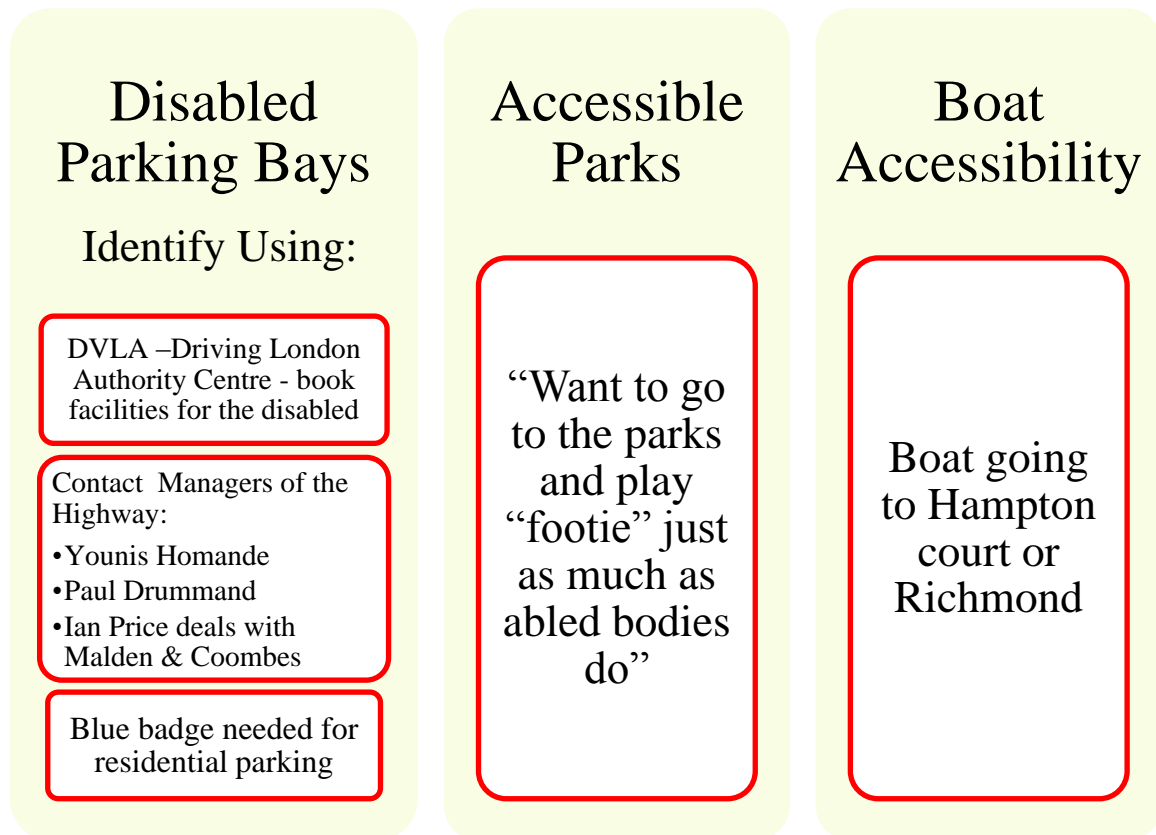 Disabled
Parking Bays
Identify Using:
DVLA –Driving London
Authority Centre - book
facilities for the disabled
Contact  Managers of the
Highway:
•Younis Homande
•Paul Drummand
•Ian Price deals with
Malden & Coombes
Blue badge needed for
residential parking
Accessible
Parks
“Want to go
to the parks
and play
“footie” just
as much as
abled bodies
do”
Boat
Accessibility
Boat going
to Hampton
court or
Richmond